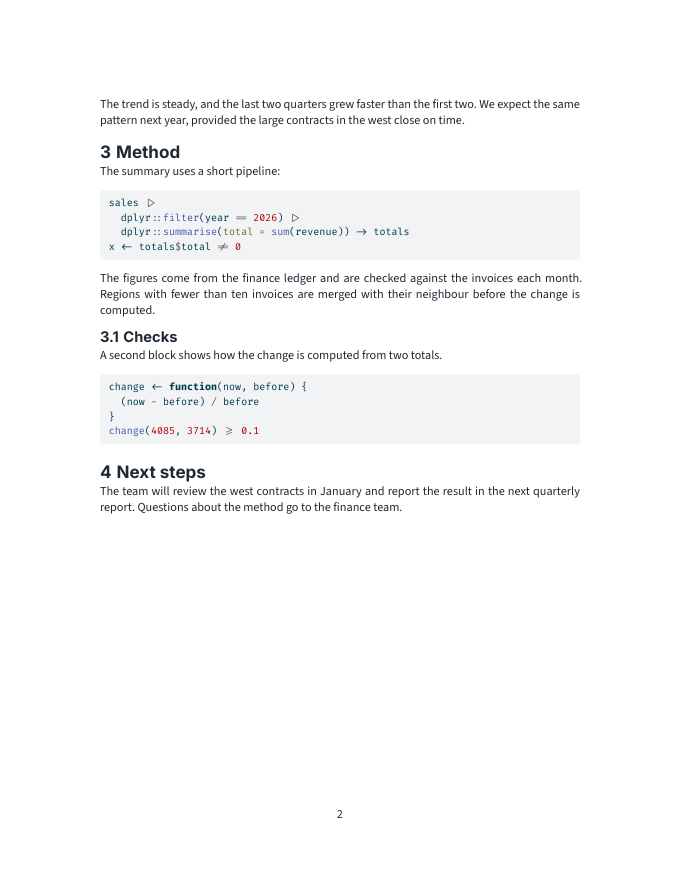 The trend is steady, and the last two quarters grew faster than the first two. We expect the same
pattern next year, provided the large contracts in the west close on time.
3 Method
The summary uses a short pipeline:
sales |>
  dplyr::filter(year == 2026) |>
  dplyr::summarise(total = sum(revenue)) -> totals
x <- totals$total != 0
The figures come from the finance ledger and are checked against the invoices each month.
Regions with fewer than ten invoices are merged with their neighbour before the change is
computed.
3.1 Checks
A second block shows how the change is computed from two totals.
change <- function(now, before) {
  (now - before) / before
}
change(4085, 3714) >= 0.1
4 Next steps
The team will review the west contracts in January and report the result in the next quarterly
report. Questions about the method go to the finance team.
2